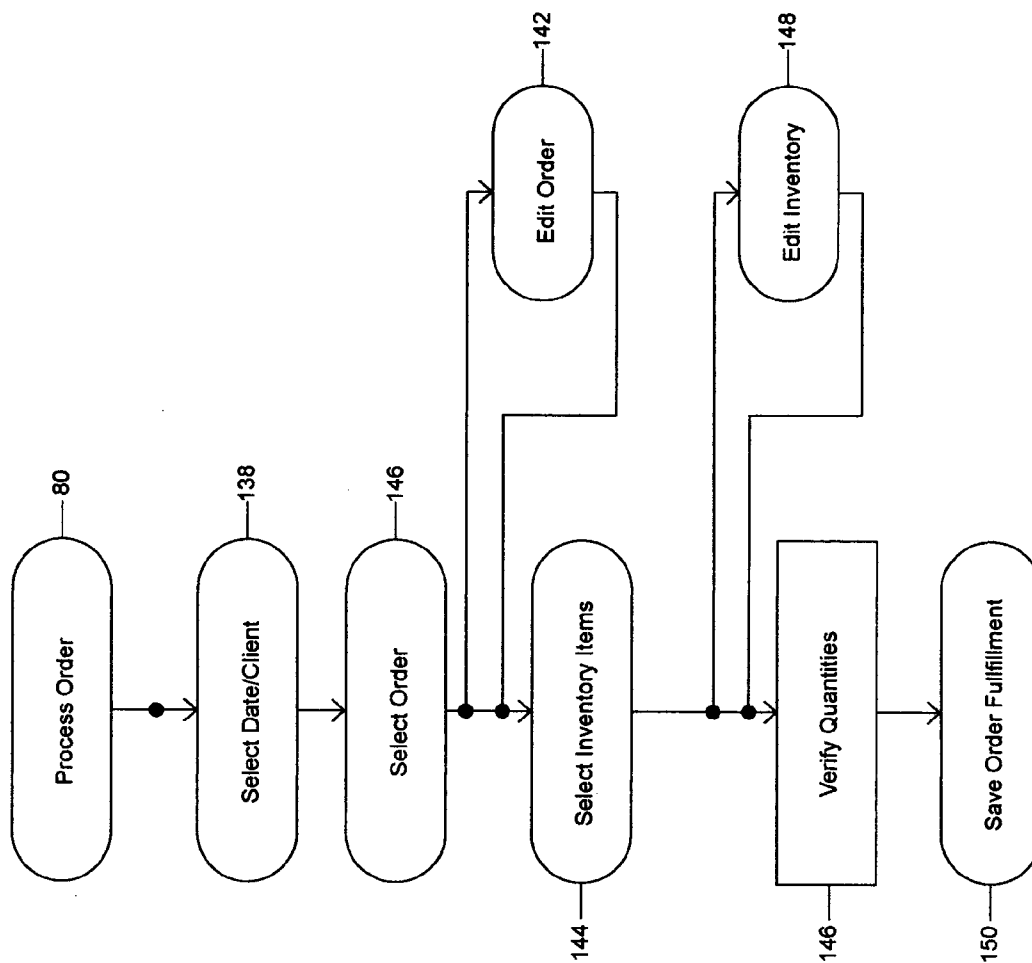 Process Order
80
Select Date/Client
138
Select Order
146
Edit Order
142
Select Inventory Items
144
Edit Inventory
148
Verify Quantities
146
Save Order Fullfillment
150